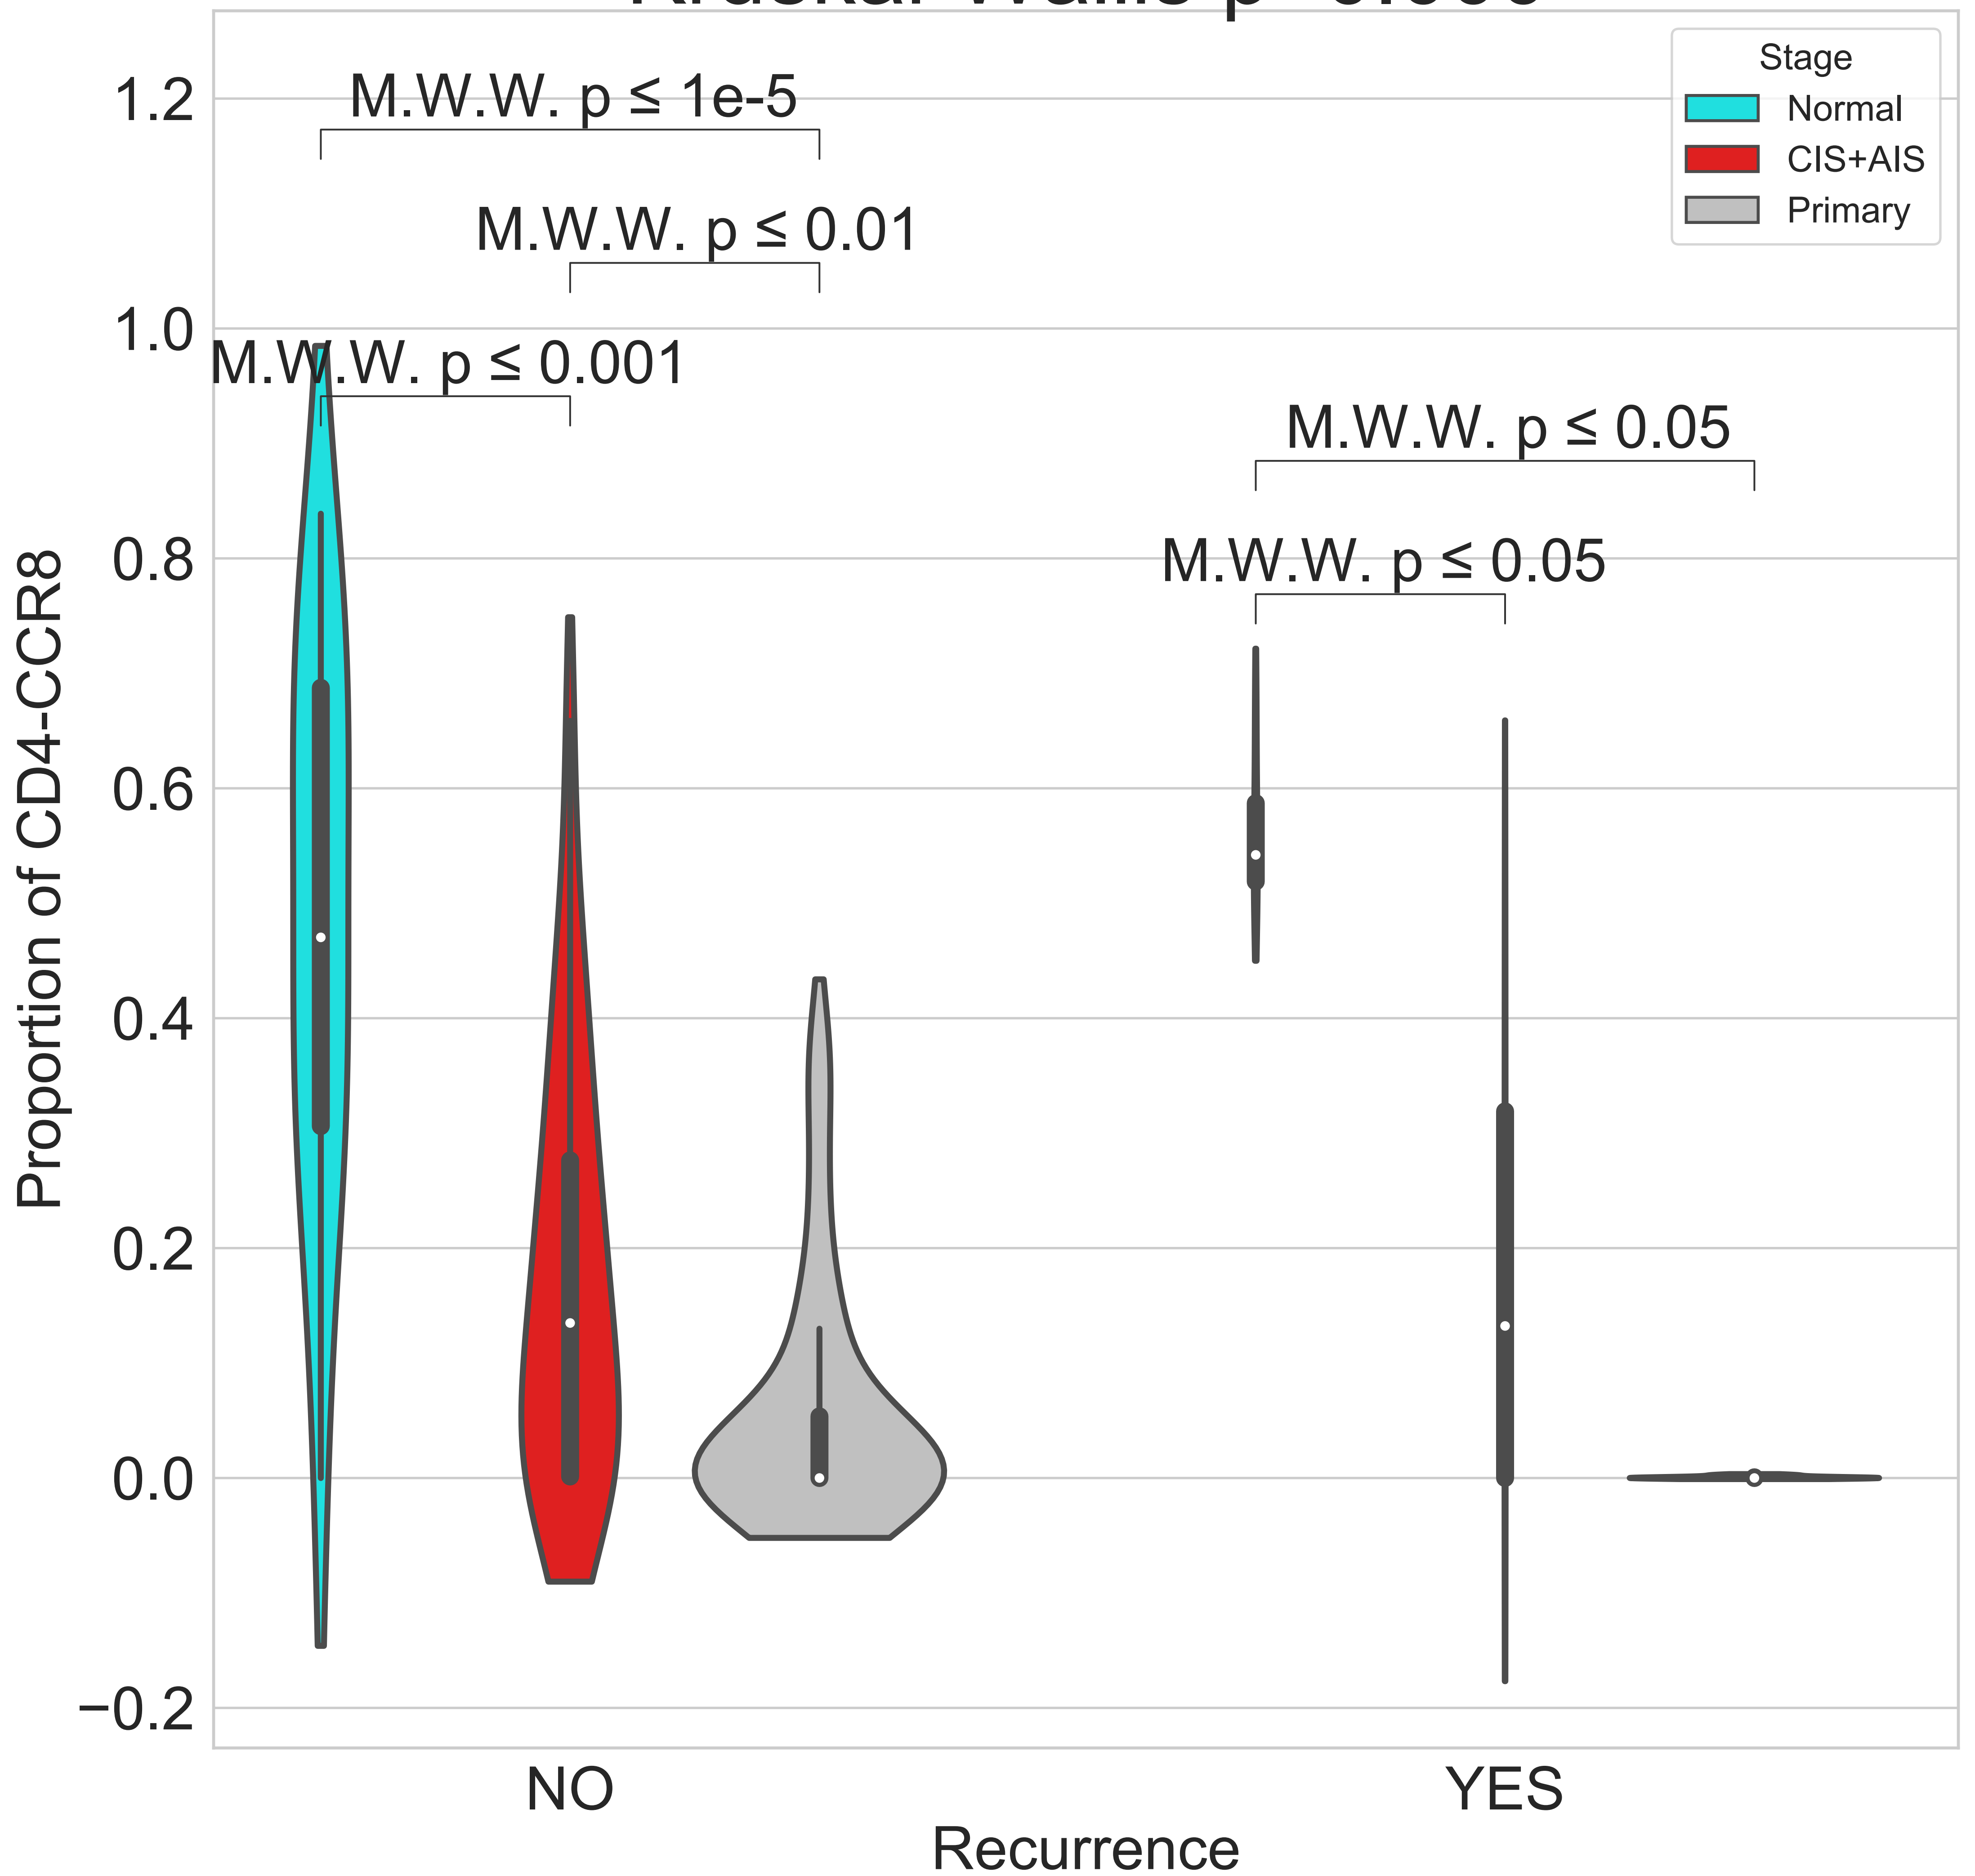 Stage
Normal
CIS+AIS
Primary
M.W.W. p ≤ 1e-5
M.W.W. p ≤ 0.01
M.W.W. p ≤ 0.001
M.W.W. p ≤ 0.05
M.W.W. p ≤ 0.05
Proportion of CD4-CCR8
1.2
1.0
0.8
0.6
0.4
0.2
0.0
−0.2
NO
YES
Recurrence